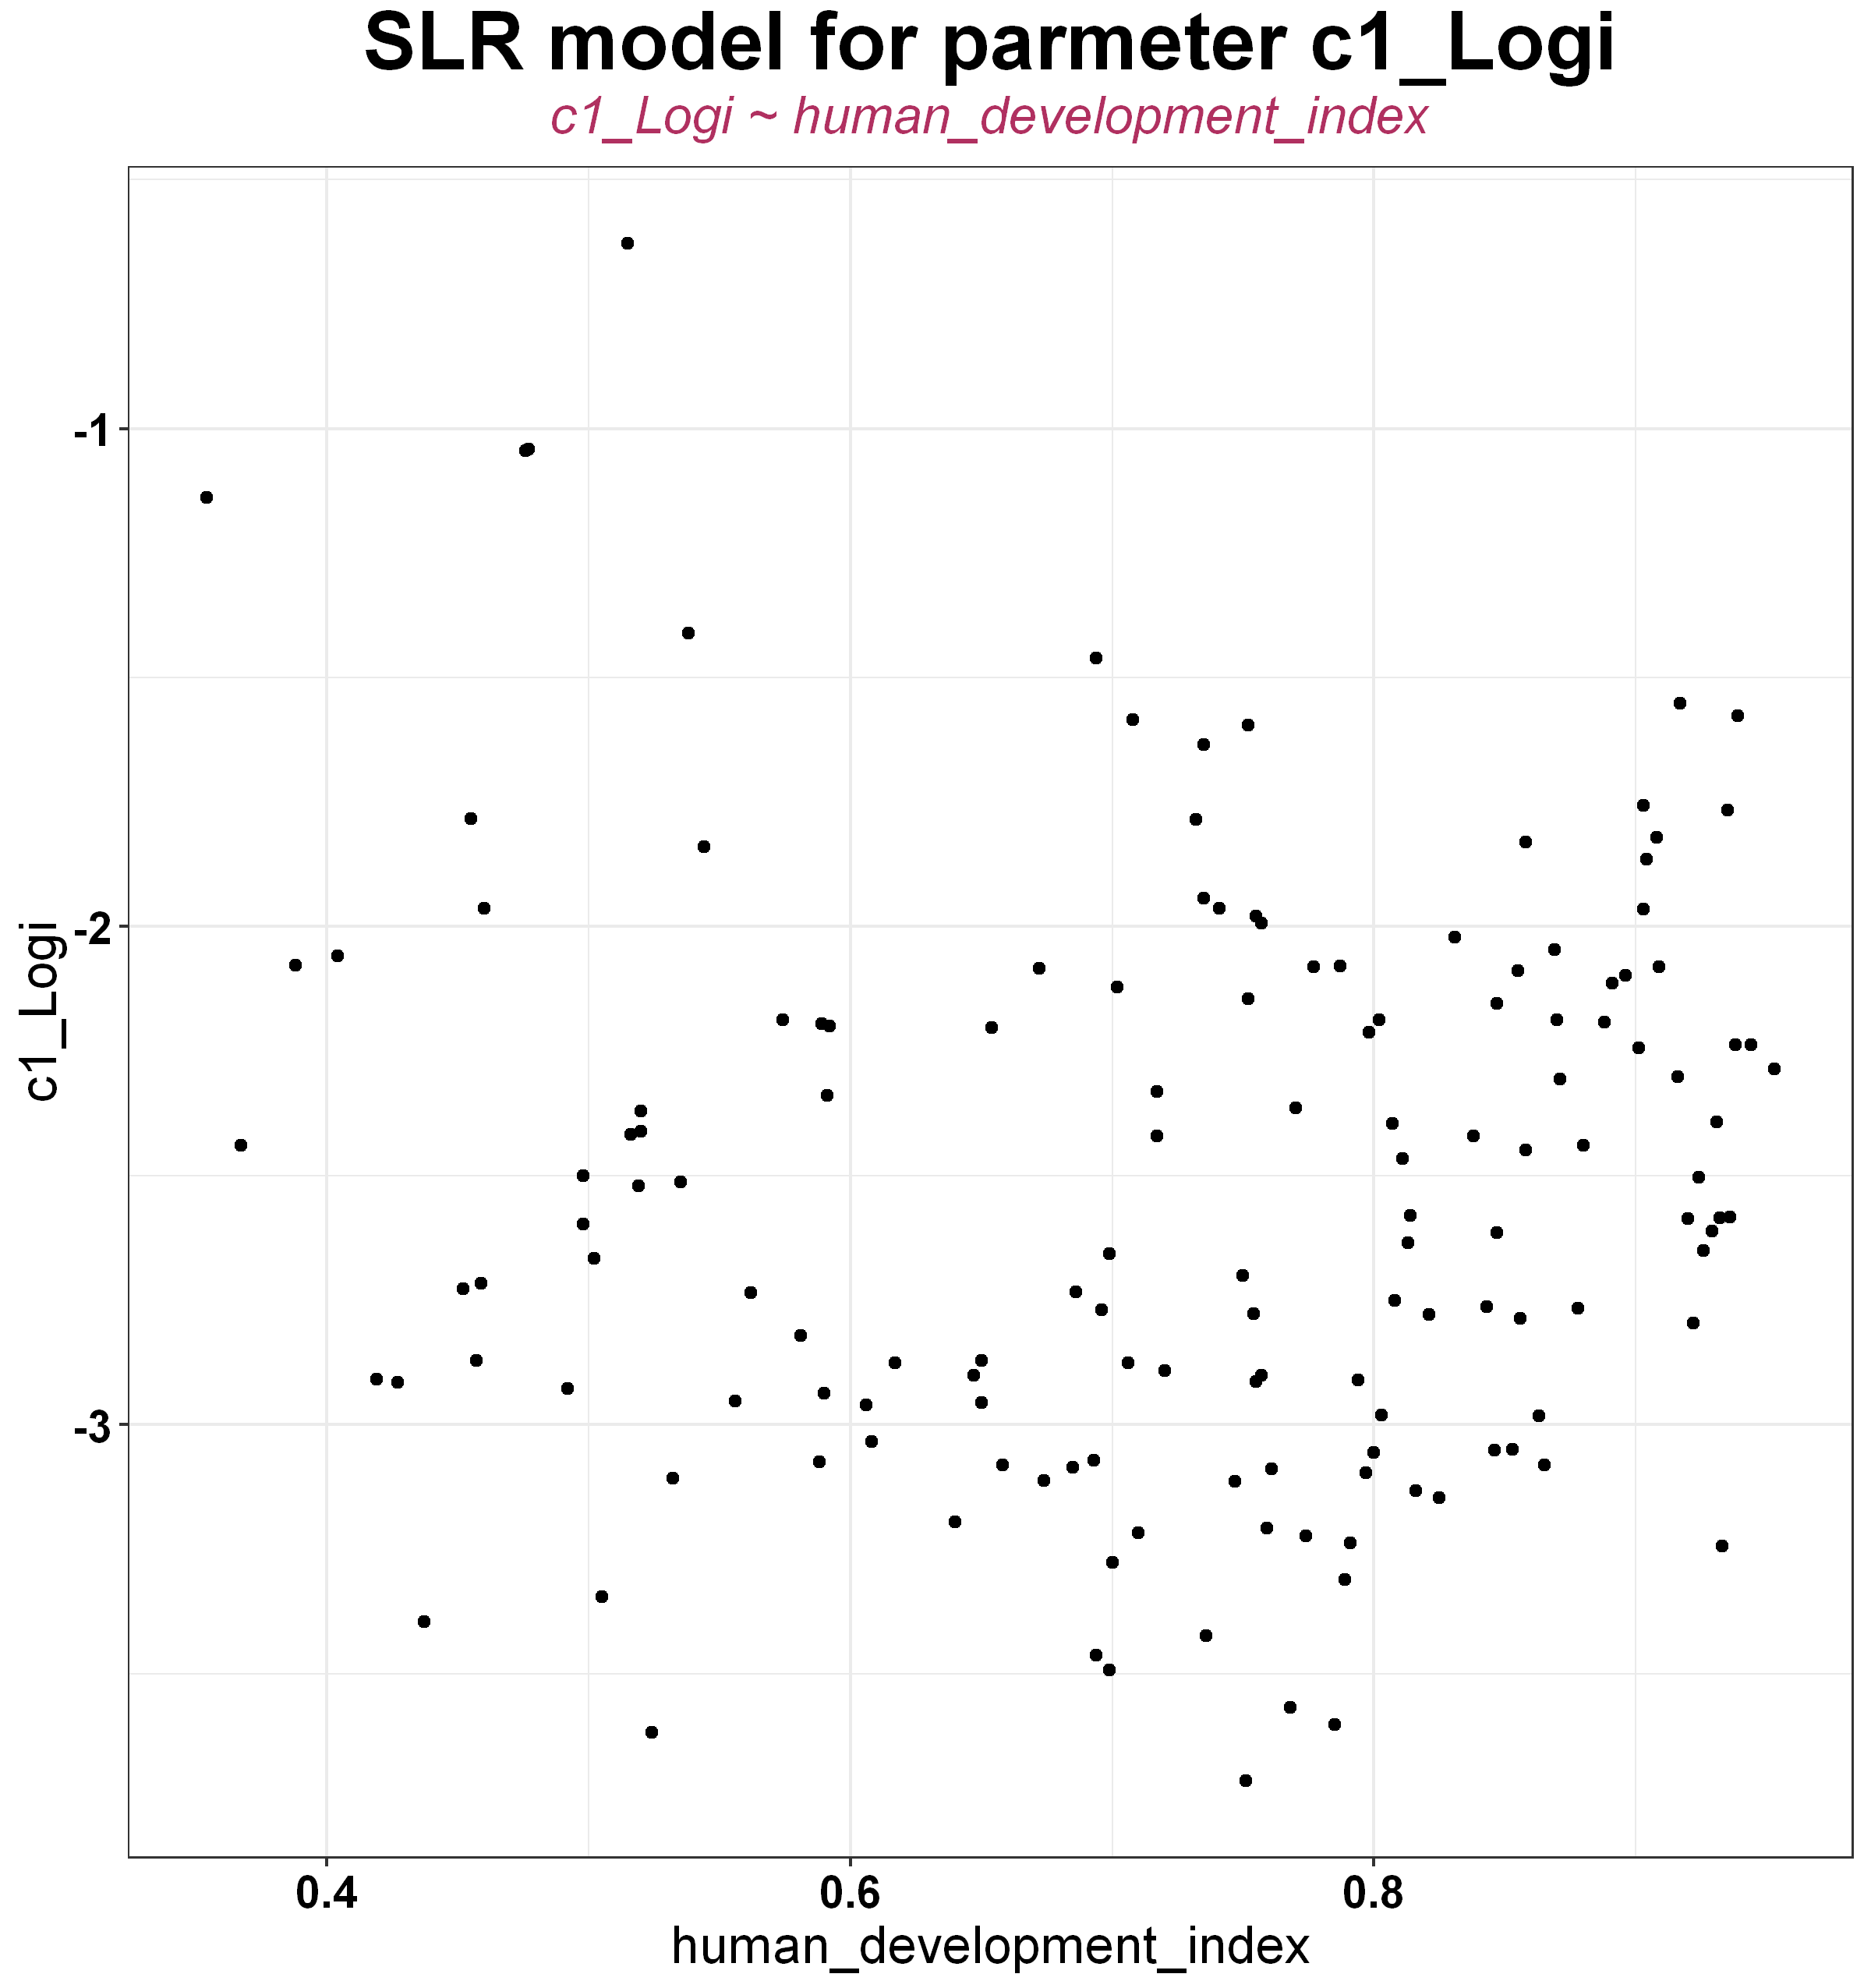 SLR model for parmeter c1_Logi
c1_Logi ~ human_development_index
-1
-2
-3
c1_Logi
0.4
0.6
0.8
human_development_index